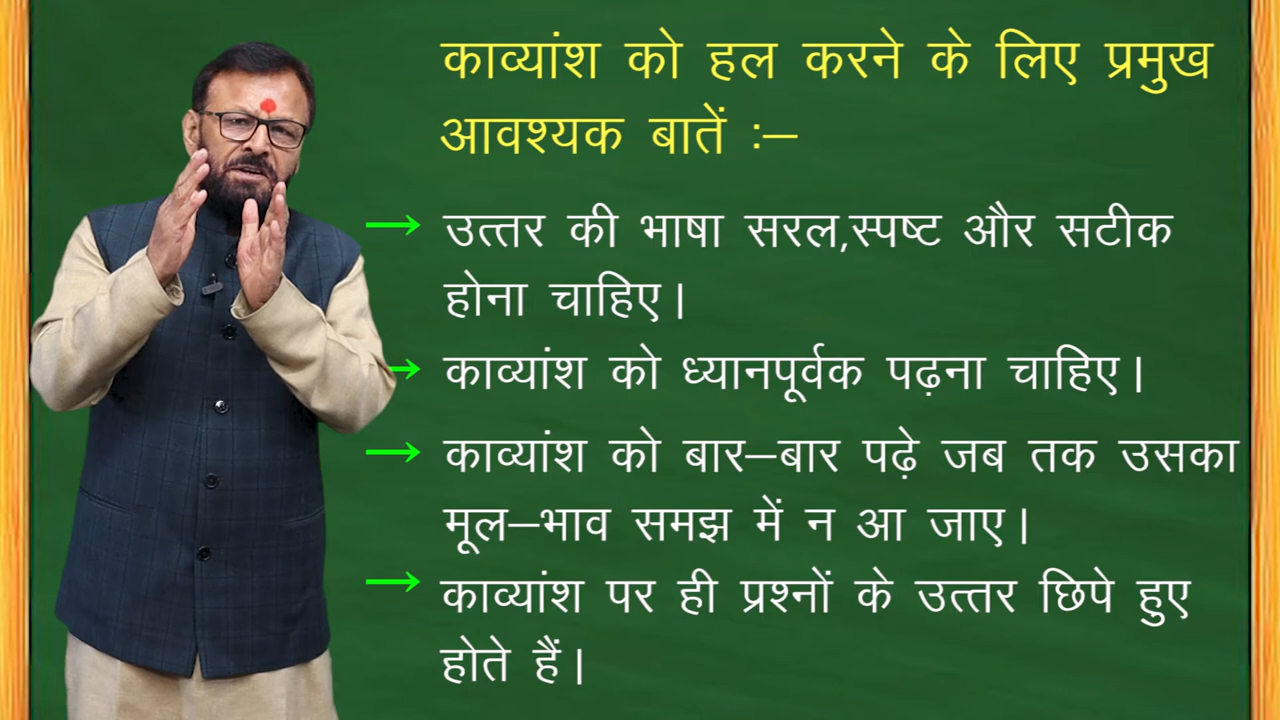 काव्यांश को हल करने के लिए प्रमुख
आवश्यक बातें :–
→ उत्तर की भाषा सरल,स्पष्ट और सटीक
होना चाहिए।
→ काव्यांश को ध्यानपूर्वक पढ़ना चाहिए।
→ काव्यांश को बार–बार पढ़े जब तक उसका
मूल–भाव समझ में न आ जाए।
→ काव्यांश पर ही प्रश्नों के उत्तर छिपे हुए
होते हैं।